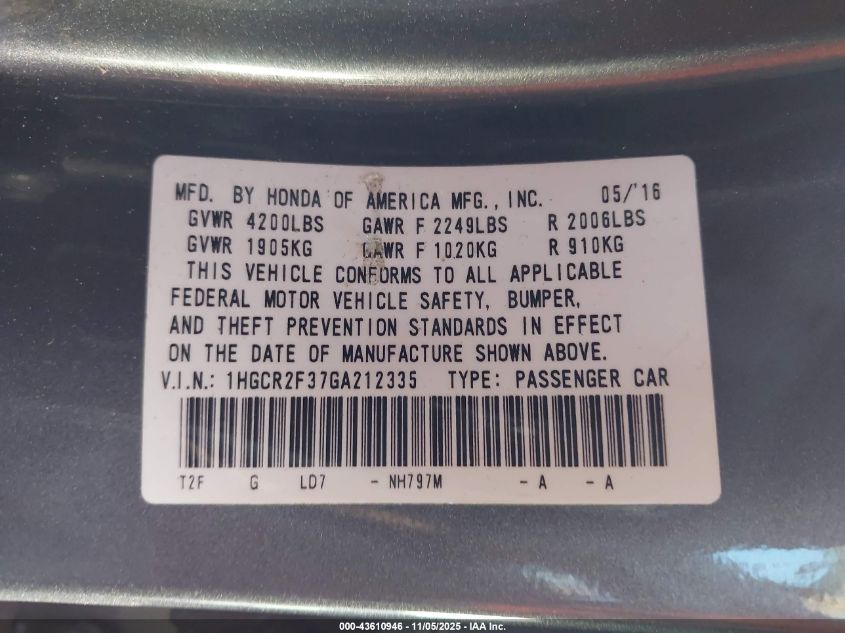 MFD. BY HONDA OF AMERICA MFG., INC. 05/'16
GVWR 4200LBS GAWR F 2249LBS R 2006LBS
GVWR 1905KG GAWR F 1020KG R 910KG
THIS VEHICLE CONFORMS TO ALL APPLICABLE
FEDERAL MOTOR VEHICLE SAFETY, BUMPER,
AND THEFT PREVENTION STANDARDS IN EFFECT
ON THE DATE OF MANUFACTURE SHOWN ABOVE.
V.I.N.: 1HGCR2F37GA212335 TYPE: PASSENGER CAR
T2F G LD7 - NH797M - A - A
000-43610946 - 11/05/2025 - IAA Inc.